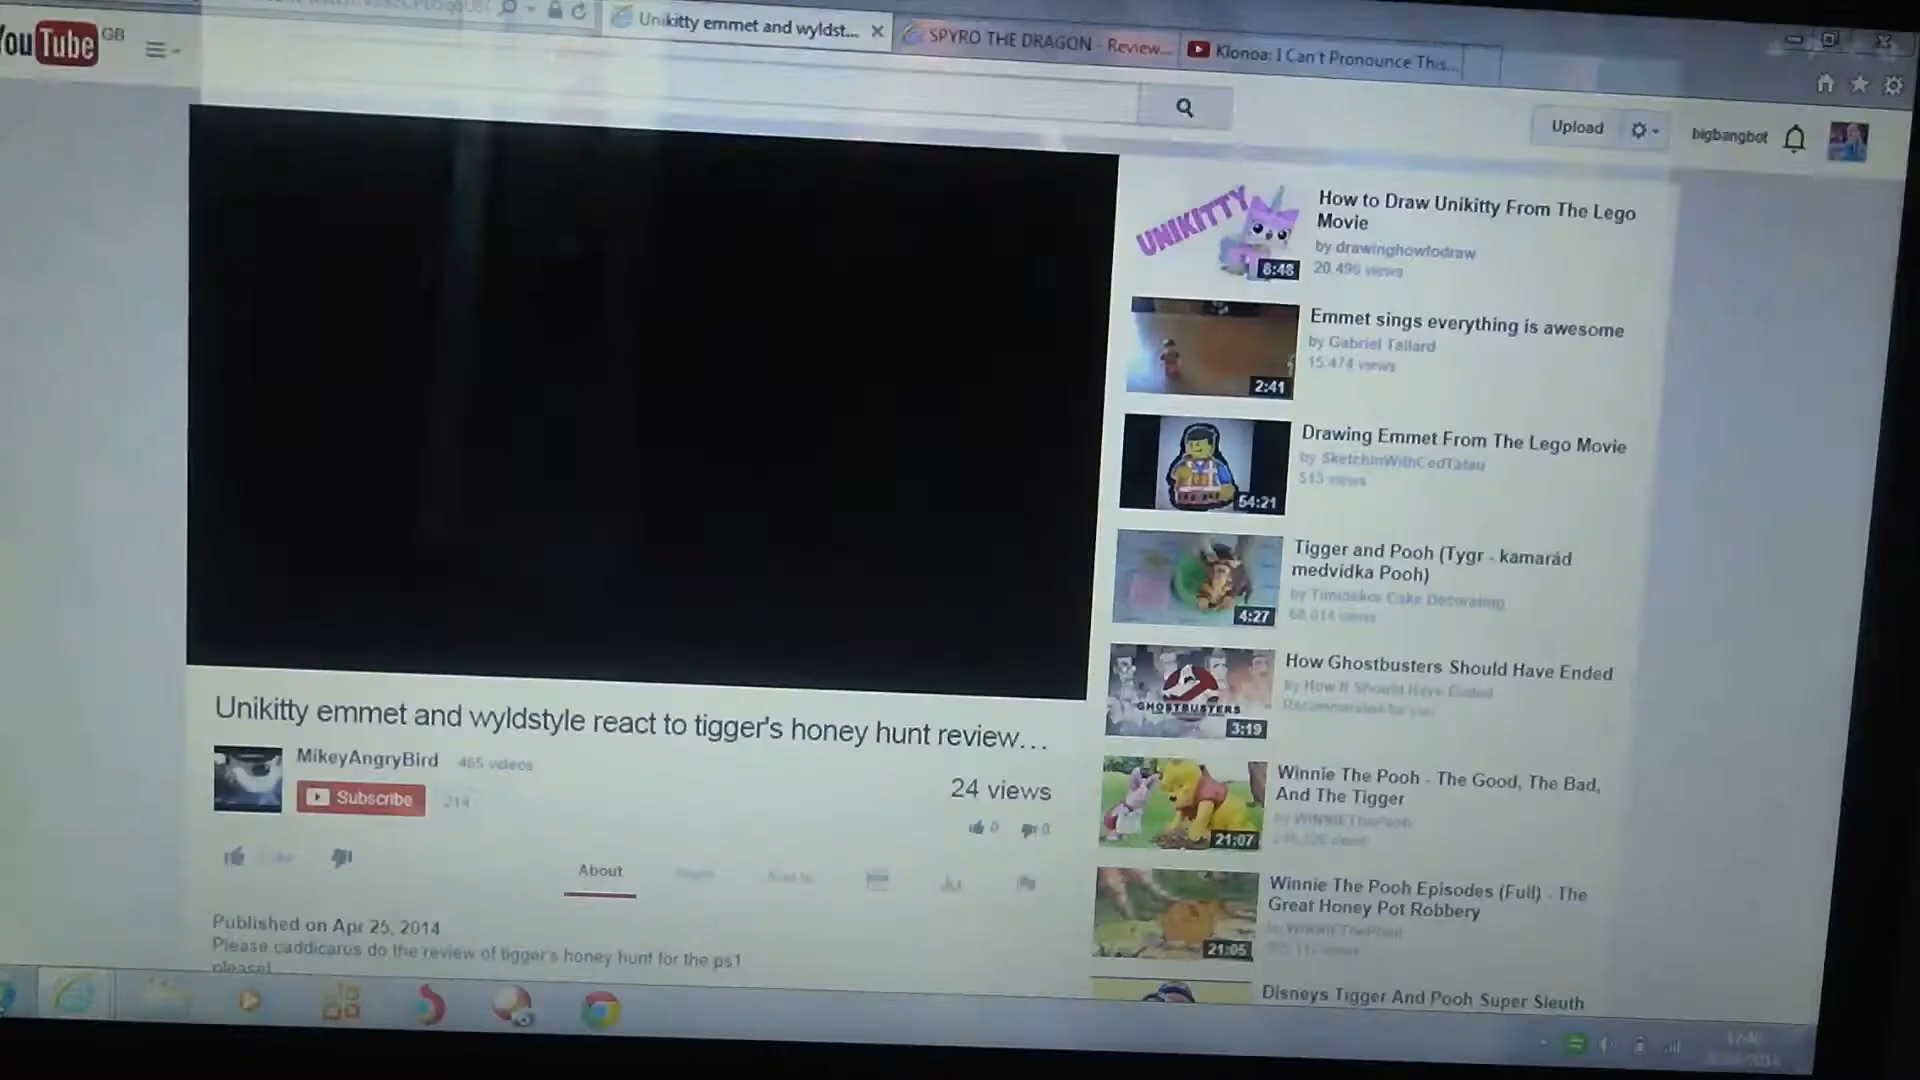 Unikitty emmet and wyldst...
SPYRO THE DRAGON - Review...
Klonoa: I Can't Pronounce This...
YouTube GB
Upload
bigbangbot
UNIKITTY
8:48
How to Draw Unikitty From The Lego
Movie
by drawinghowtodraw
20,496 views
2:41
Emmet sings everything is awesome
by Gabriel Tallard
15,474 views
54:21
Drawing Emmet From The Lego Movie
by
513 views
4:27
Tigger and Pooh (Tygr - kamarád
medvídka Pooh)
by Cake Decorating
views
GHOSTBUSTERS
3:19
How Ghostbusters Should Have Ended
by How It Should Have Ended
Recommended for you
21:07
Winnie The Pooh - The Good, The Bad,
And The Tigger
by WINNIEThePooh
views
21:05
Winnie The Pooh Episodes (Full) - The
Great Honey Pot Robbery
by WINNIEThePooh
views
Disneys Tigger And Pooh Super Sleuth
Unikitty emmet and wyldstyle react to tigger's honey hunt review...
MikeyAngryBird 465 videos
Subscribe 214
24 views
0 0
About
Published on Apr 25, 2014
Please caddicarus do the review of tigger's honey hunt for the ps1
please!